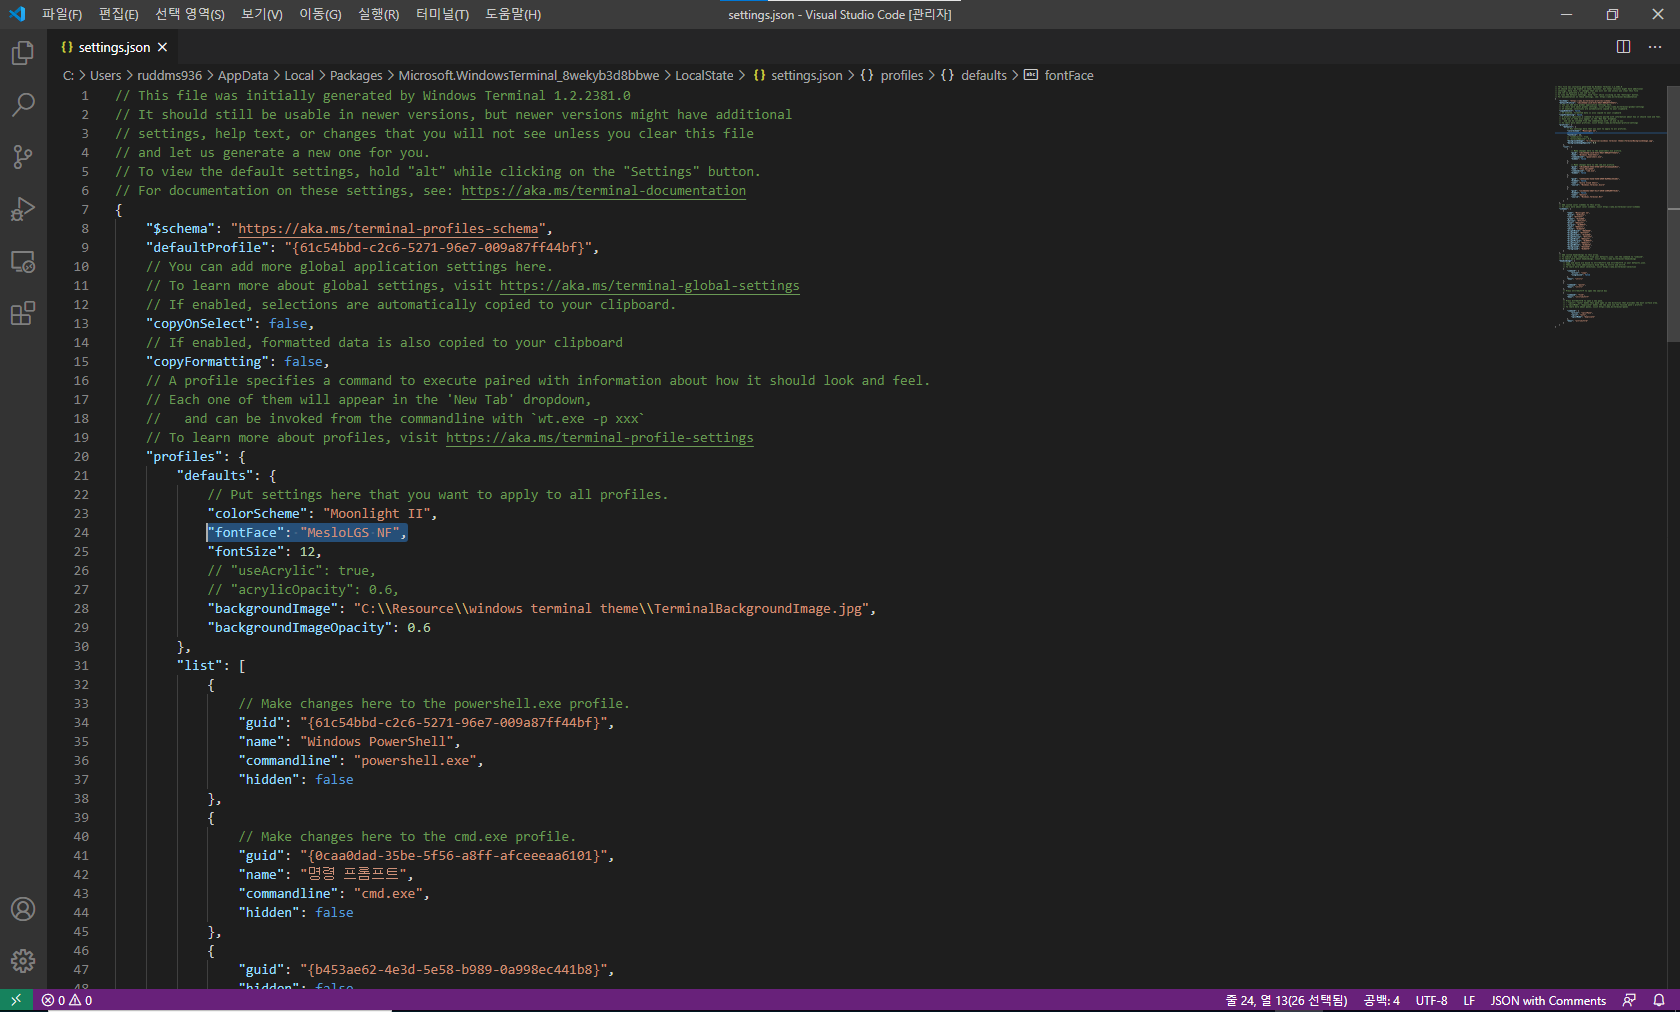 파일(F) 편집(E) 선택 영역(S) 보기(V) 이동(G) 실행(R) 터미널(T) 도움말(H) settings.json - Visual Studio Code [관리자]
{} settings.json
C: > Users > ruddms936 > AppData > Local > Packages > Microsoft.WindowsTerminal_8wekyb3d8bbwe > LocalState > {} settings.json > {} profiles > {} defaults > abc fontFace
1 // This file was initially generated by Windows Terminal 1.2.2381.0
2 // It should still be usable in newer versions, but newer versions might have additional
3 // settings, help text, or changes that you will not see unless you clear this file
4 // and let us generate a new one for you.
5 // To view the default settings, hold "alt" while clicking on the "Settings" button.
6 // For documentation on these settings, see: https://aka.ms/terminal-documentation
7 {
8 "$schema": "https://aka.ms/terminal-profiles-schema",
9 "defaultProfile": "{61c54bbd-c2c6-5271-96e7-009a87ff44bf}",
10 // You can add more global application settings here.
11 // To learn more about global settings, visit https://aka.ms/terminal-global-settings
12 // If enabled, selections are automatically copied to your clipboard.
13 "copyOnSelect": false,
14 // If enabled, formatted data is also copied to your clipboard
15 "copyFormatting": false,
16 // A profile specifies a command to execute paired with information about how it should look and feel.
17 // Each one of them will appear in the 'New Tab' dropdown,
18 //   and can be invoked from the commandline with `wt.exe -p xxx`
19 // To learn more about profiles, visit https://aka.ms/terminal-profile-settings
20 "profiles": {
21 "defaults": {
22 // Put settings here that you want to apply to all profiles.
23 "colorScheme": "Moonlight II",
24 "fontFace": "MesloLGS NF",
25 "fontSize": 12,
26 // "useAcrylic": true,
27 // "acrylicOpacity": 0.6,
28 "backgroundImage": "C:\\Resource\\windows terminal theme\\TerminalBackgroundImage.jpg",
29 "backgroundImageOpacity": 0.6
30 },
31 "list": [
32 {
33 // Make changes here to the powershell.exe profile.
34 "guid": "{61c54bbd-c2c6-5271-96e7-009a87ff44bf}",
35 "name": "Windows PowerShell",
36 "commandline": "powershell.exe",
37 "hidden": false
38 },
39 {
40 // Make changes here to the cmd.exe profile.
41 "guid": "{0caa0dad-35be-5f56-a8ff-afceeeaa6101}",
42 "name": "명령 프롬프트",
43 "commandline": "cmd.exe",
44 "hidden": false
45 },
46 {
47 "guid": "{b453ae62-4e3d-5e58-b989-0a998ec441b8}",
48 "hidden": false
0 0 줄 24, 열 13(26 선택됨) 공백: 4 UTF-8 LF JSON with Comments